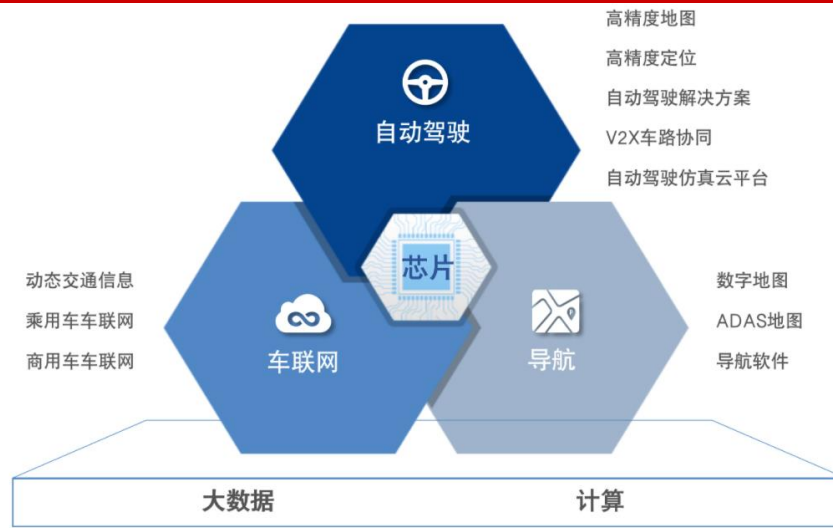 高精度地图
高精度定位
自动驾驶解决方案
V2X车路协同
自动驾驶仿真云平台
自动驾驶
芯片
动态交通信息
乘用车车联网
商用车车联网
车联网
导航
数字地图
ADAS地图
导航软件
大数据
计算